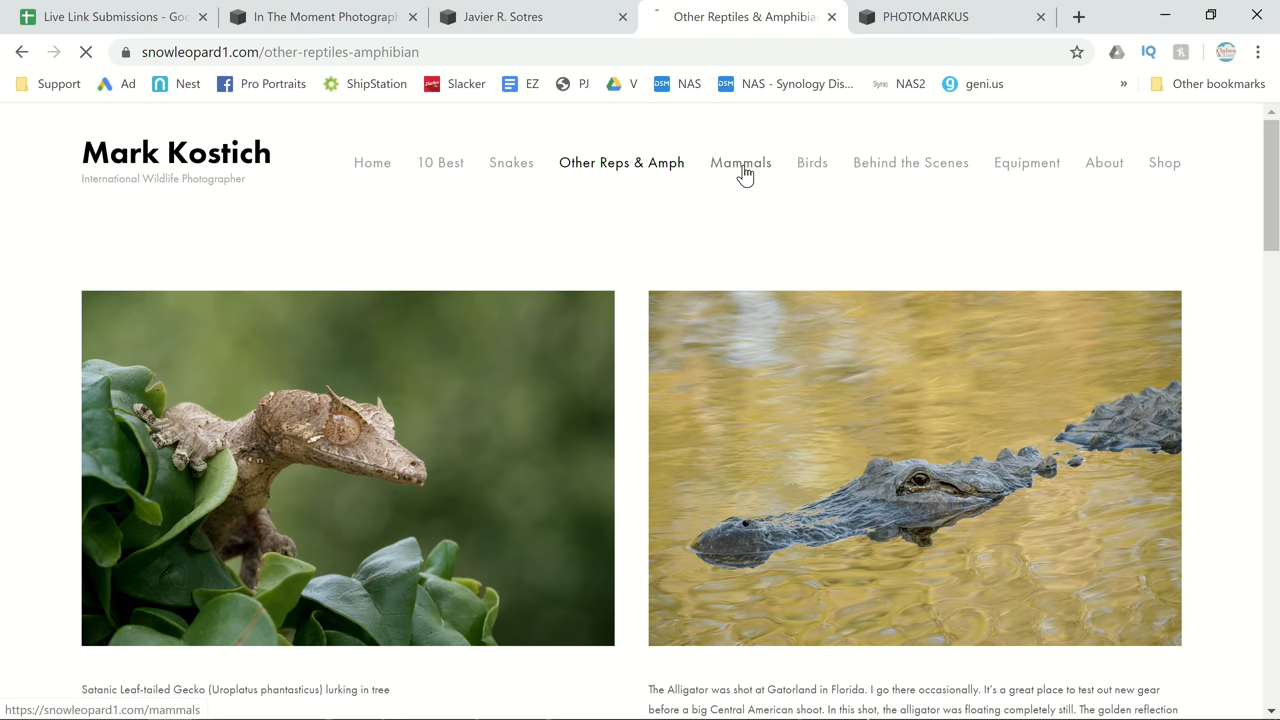 Live Link Submissions - Goo
In The Moment Photograph
Javier R. Sotres
Other Reptiles & Amphibia
PHOTOMARKUS
snowleopard1.com/other-reptiles-amphibian
IQ
Support
Ad
Nest
Pro Portraits
ShipStation
Slacker
EZ
PJ
V
DSM NAS
DSM NAS - Synology Dis...
Sync NAS2
geni.us
»
Other bookmarks
Mark Kostich
International Wildlife Photographer
Home
10 Best
Snakes
Other Reps & Amph
Mammals
Birds
Behind the Scenes
Equipment
About
Shop
Satanic Leaf-tailed Gecko (Uroplatus phantasticus) lurking in tree
The Alligator was shot at Gatorland in Florida. I go there occasionally. It's a great place to test out new gear
before a big Central American shoot. In this shot, the alligator was floating completely still. The golden reflection
https://snowleopard1.com/mammals